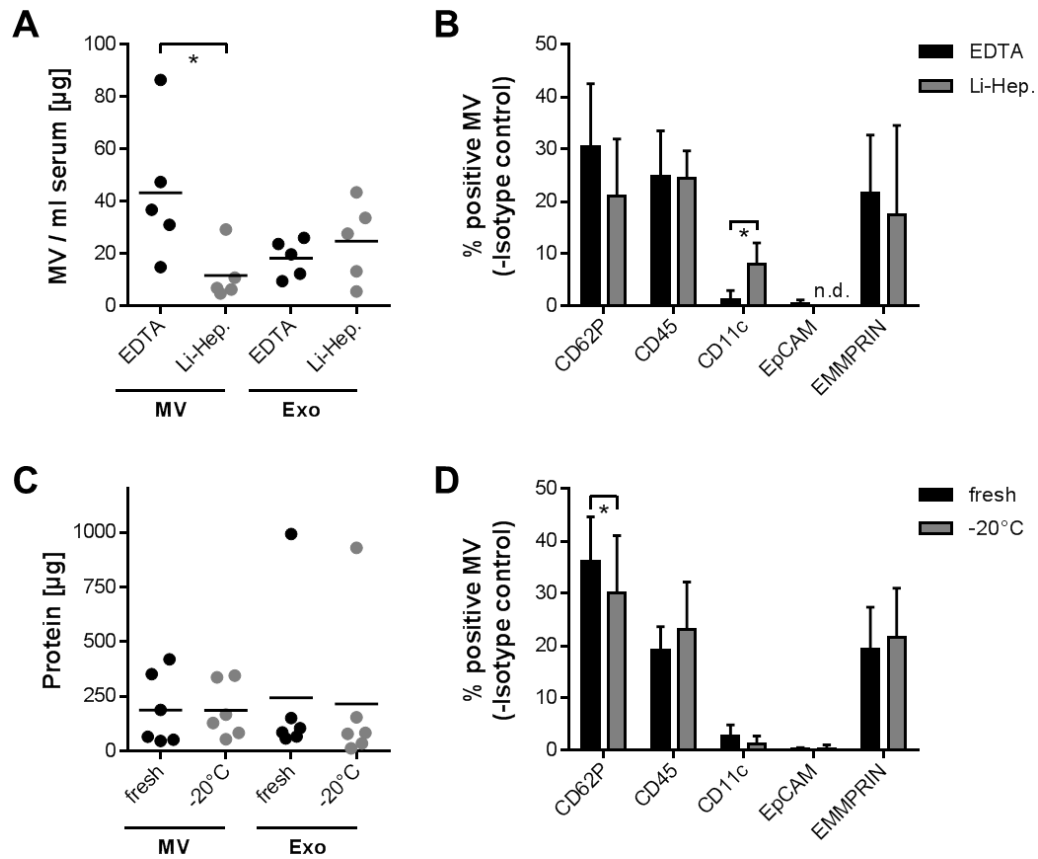 A
MV / ml serum [µg]
100
80
60
40
20
0
*
EDTA
Li-Hep.
EDTA
Li-Hep.
MV
Exo
B
% positive MV
(-Isotype control)
50
40
30
20
10
0
*
n.d.
CD62P
CD45
CD11c
EpCAM
EMMPRIN
EDTA
Li-Hep.
C
Protein [µg]
1000
750
500
250
0
fresh
-20°C
fresh
-20°C
MV
Exo
D
% positive MV
(-Isotype control)
50
40
30
20
10
0
*
CD62P
CD45
CD11c
EpCAM
EMMPRIN
fresh
-20°C